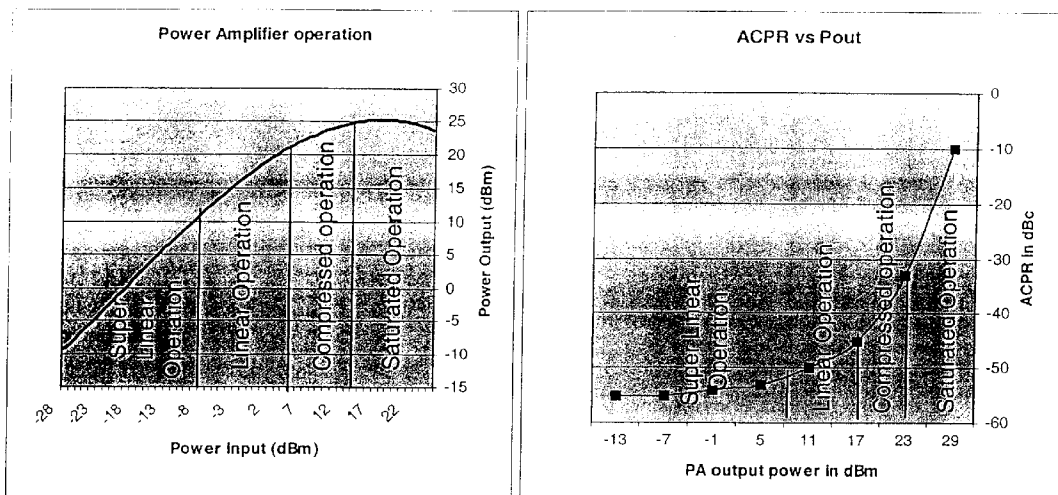 Power Amplifier operation
30
25
20
15
10
5
0
-5
-10
-15
Power Output (dBm)
Super
Linear
Opeation
Linear Operation
Compressed operation
Saturated Operation
-28
-23
-18
-13
-8
-3
2
7
12
17
22
Power Input (dBm)
ACPR vs Pout
0
-10
-20
-30
-40
-50
-60
ACPR in dBc
Super Linear
Operation
Linear Operation
Compressed operation
Saturated Operation
-13
-7
-1
5
11
17
23
29
PA output power in dBm